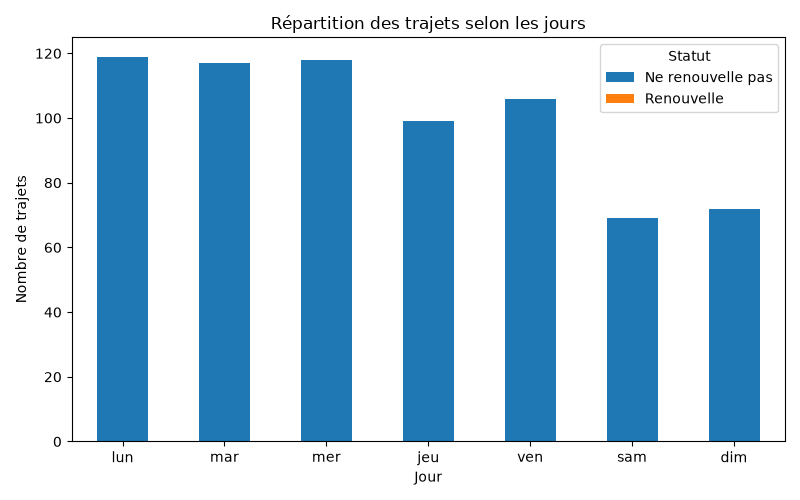 Répartition des trajets selon les jours
Statut
Ne renouvelle pas
Renouvelle
Nombre de trajets
120
100
80
60
40
20
0
lun mar mer jeu ven sam dim
Jour